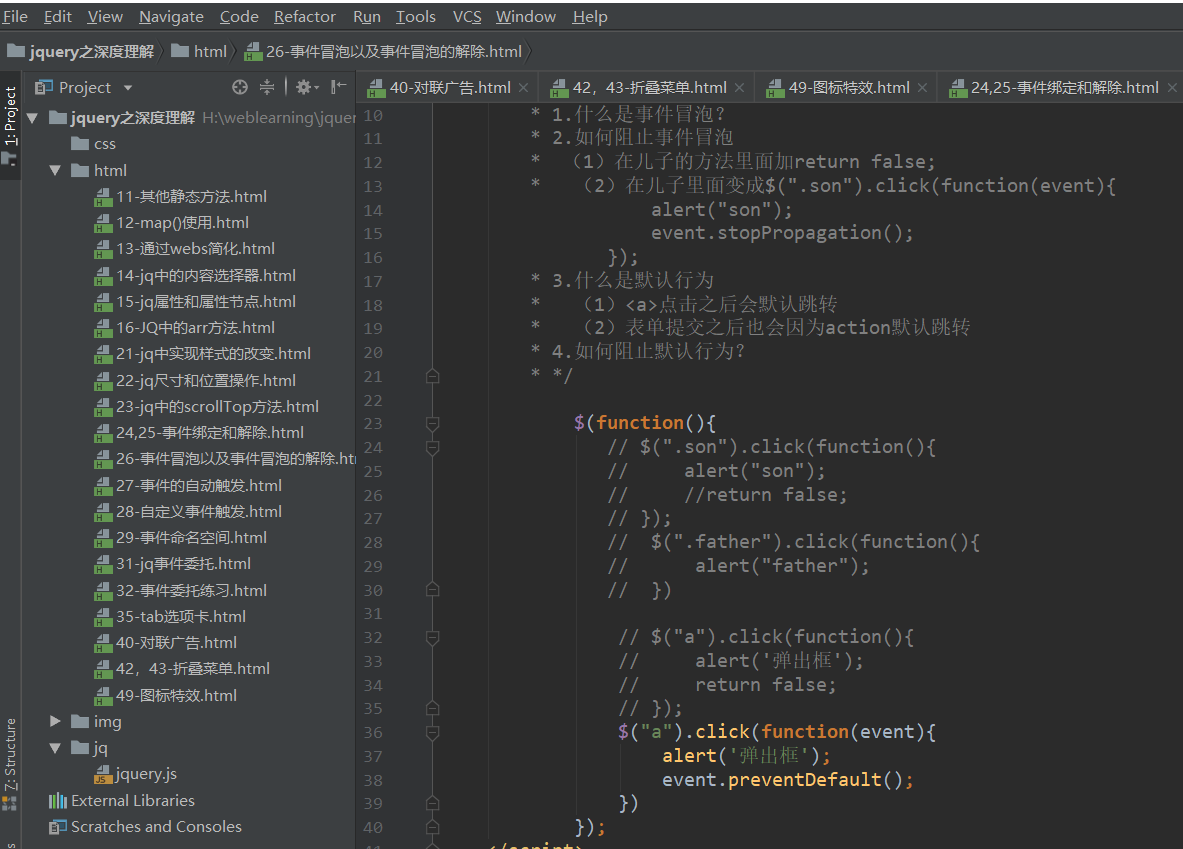 File Edit View Navigate Code Refactor Run Tools VCS Window Help
jquery之深度理解 html 26-事件冒泡以及事件冒泡的解除.html
Project
40-对联广告.html 42，43-折叠菜单.html 49-图标特效.html 24,25-事件绑定和解除.html
1: Project
7: Structure
jquery之深度理解 H:\weblearning\jquer
css
html
11-其他静态方法.html
12-map()使用.html
13-通过webs简化.html
14-jq中的内容选择器.html
15-jq属性和属性节点.html
16-JQ中的arr方法.html
21-jq中实现样式的改变.html
22-jq尺寸和位置操作.html
23-jq中的scrollTop方法.html
24,25-事件绑定和解除.html
26-事件冒泡以及事件冒泡的解除.htm
27-事件的自动触发.html
28-自定义事件触发.html
29-事件命名空间.html
31-jq事件委托.html
32-事件委托练习.html
35-tab选项卡.html
40-对联广告.html
42，43-折叠菜单.html
49-图标特效.html
img
jq
jquery.js
External Libraries
Scratches and Consoles
10 * 1.什么是事件冒泡？
11 * 2.如何阻止事件冒泡
12 * （1）在儿子的方法里面加return false;
13 * （2）在儿子里面变成$(".son").click(function(event){
14 alert("son");
15 event.stopPropagation();
16 });
17 * 3.什么是默认行为
18 * （1）<a>点击之后会默认跳转
19 * （2）表单提交之后也会因为action默认跳转
20 * 4.如何阻止默认行为？
21 * */
22
23 $(function(){
24 // $(".son").click(function(){
25 // alert("son");
26 // //return false;
27 // });
28 // $(".father").click(function(){
29 // alert("father");
30 // })
31
32 // $("a").click(function(){
33 // alert('弹出框');
34 // return false;
35 // });
36 $("a").click(function(event){
37 alert('弹出框');
38 event.preventDefault();
39 })
40 });
41 </script>